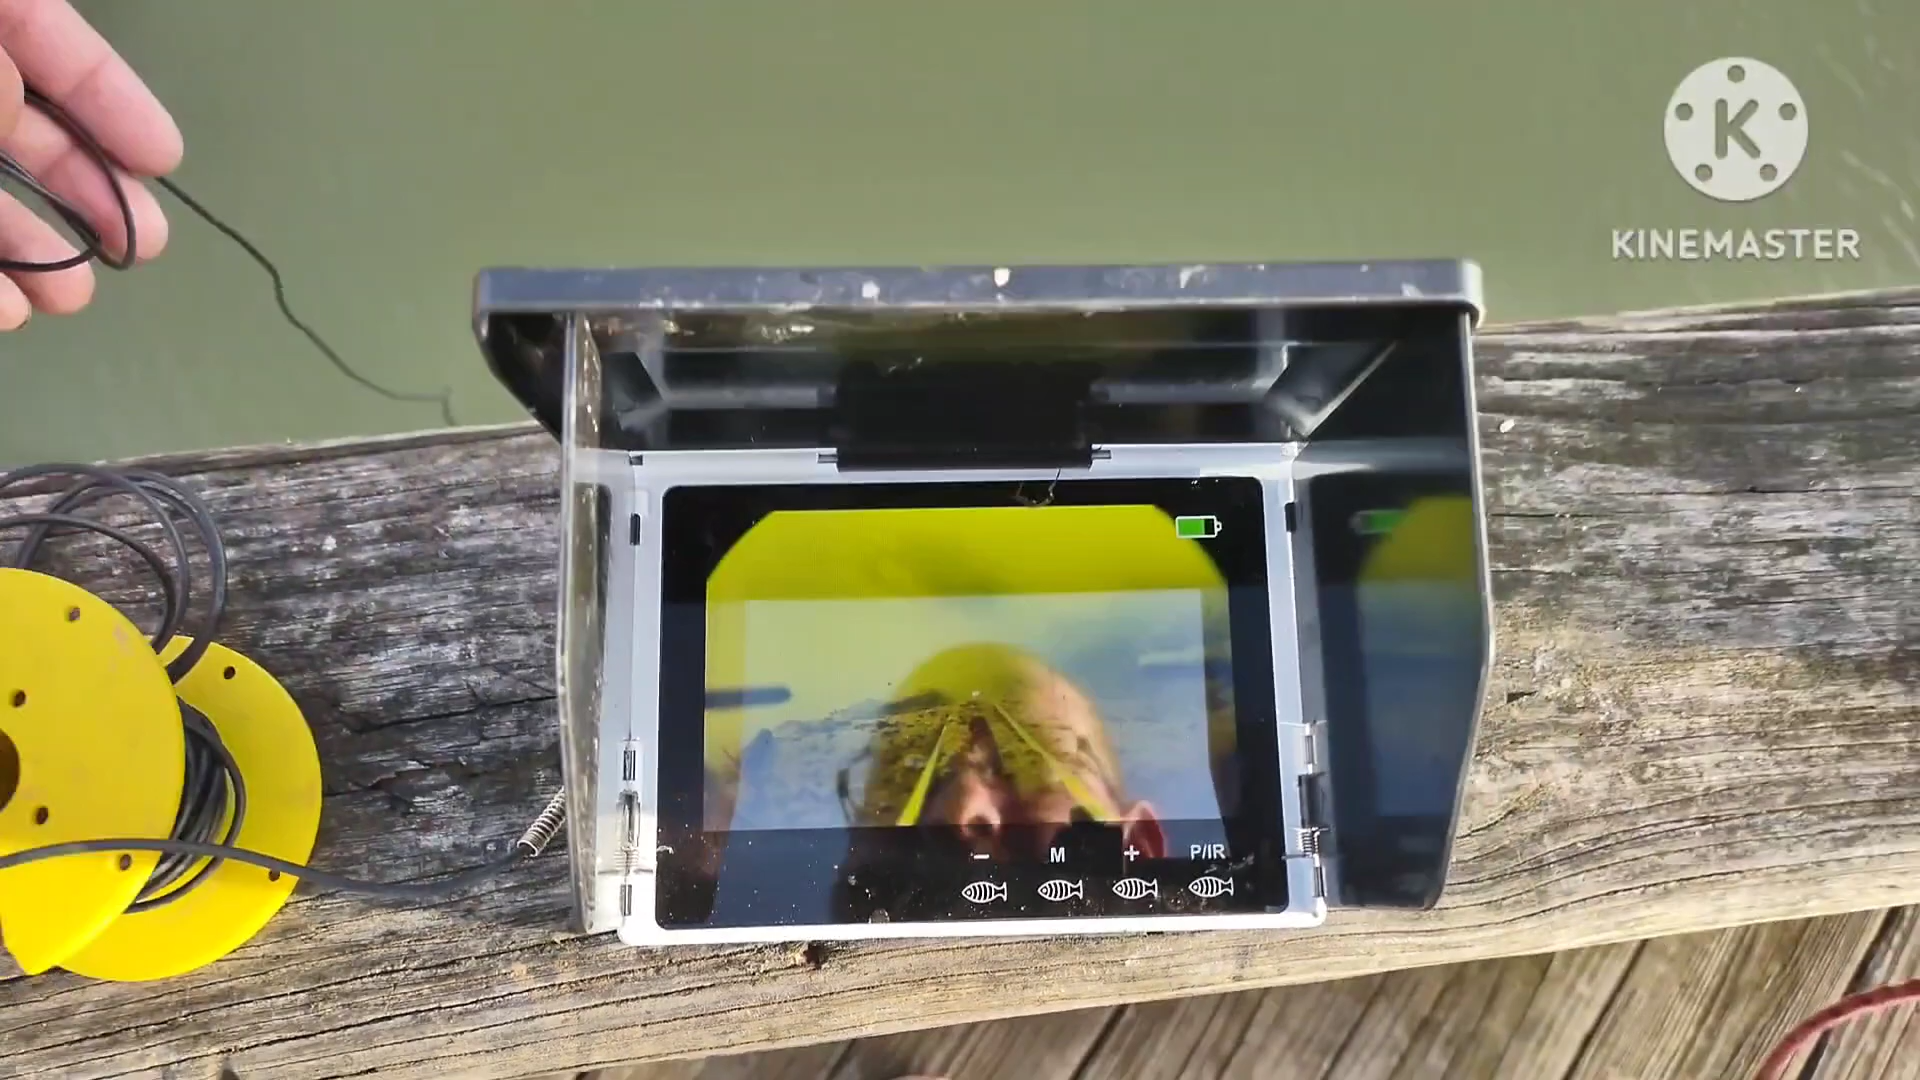 K
KINEMASTER
– M + P/IR